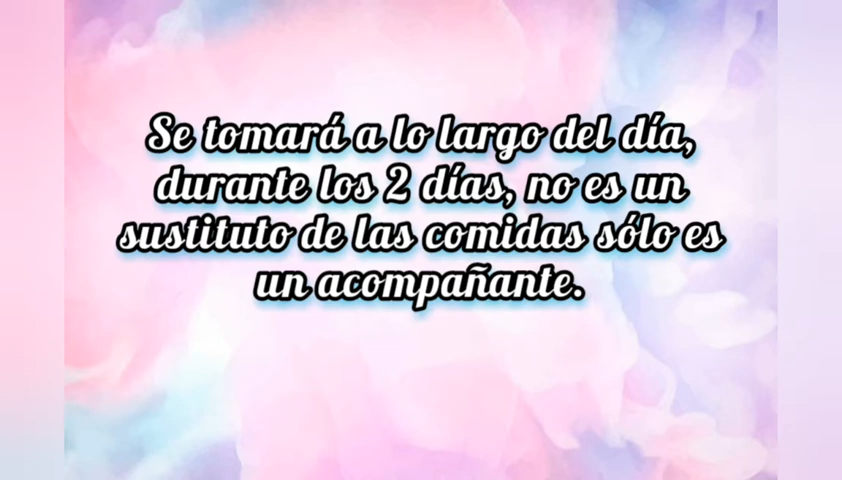 Se tomará a lo largo del día,
durante los 2 días, no es un
sustituto de las comidas sólo es
un acompañante.